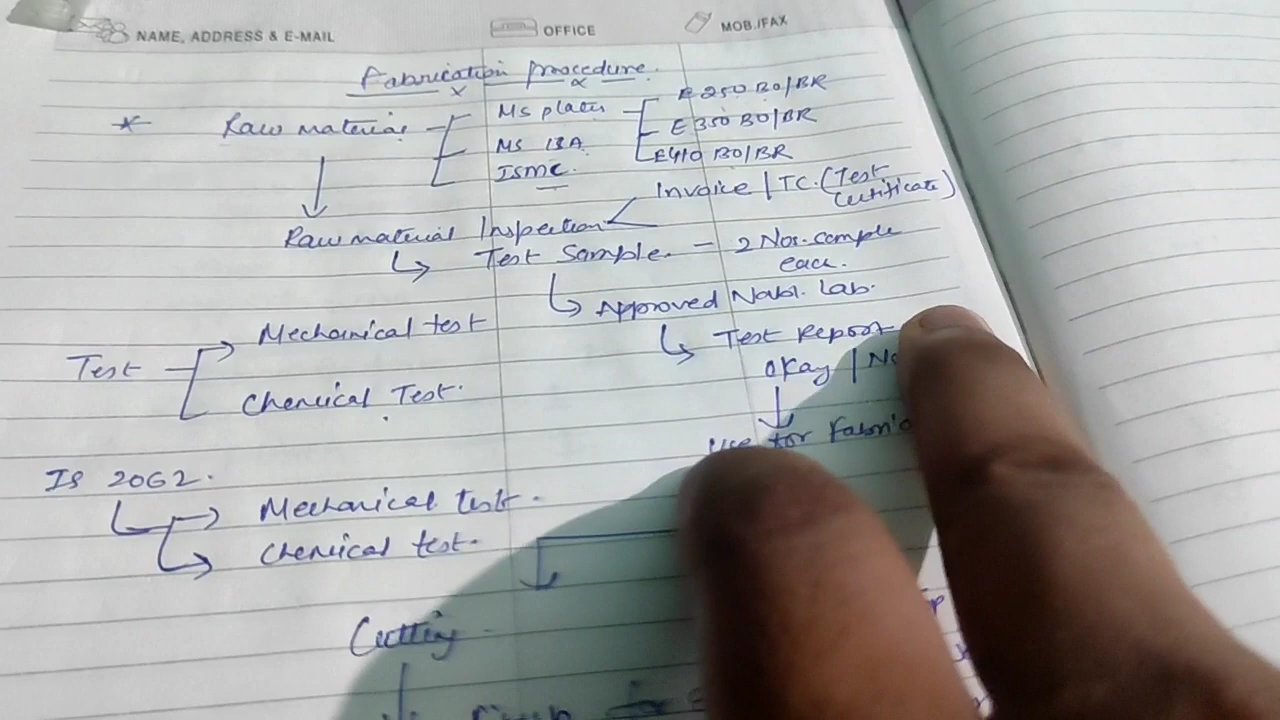 NAME, ADDRESS & E-MAIL OFFICE MOB./FAX
Fabrication procedure
Raw material MS plates E250 BO/BR
MS ISA E350 BO/BR
ISMC. E410 BO/BR
Invoice / TC. (Test Certificate)
Raw material Inspection
Test Sample. - 2 Nos. sample each.
Approved Nabl. Lab.
Mechanical test
Test Report
Test
okay /
Chemical Test.
Use for
IS 2062.
Mechanical test.
Chemical test.
Cutting